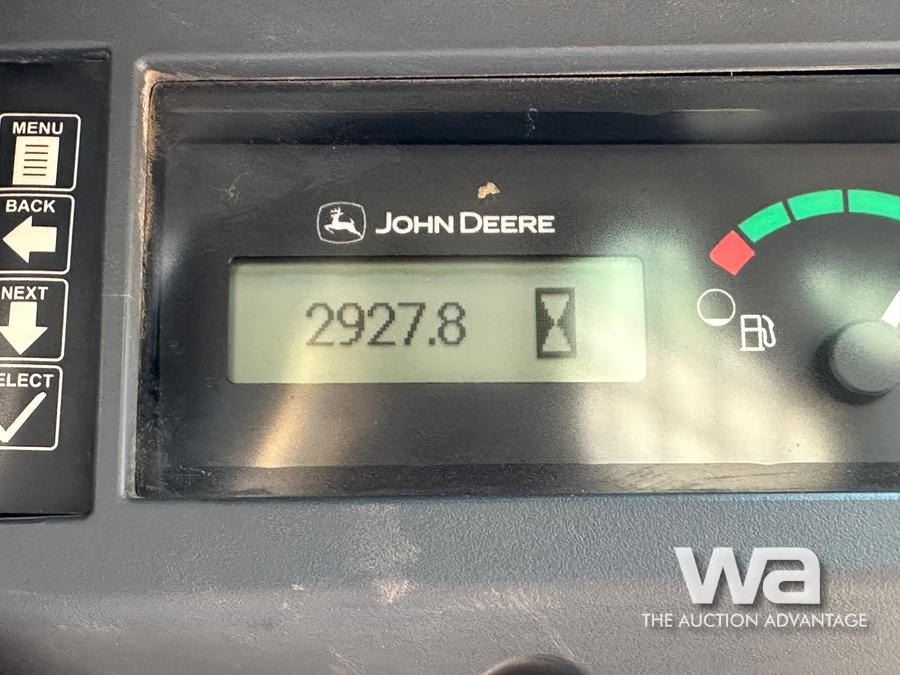 MENU
BACK
NEXT
ELECT
JOHN DEERE
2927.8
wa
THE AUCTION ADVANTAGE